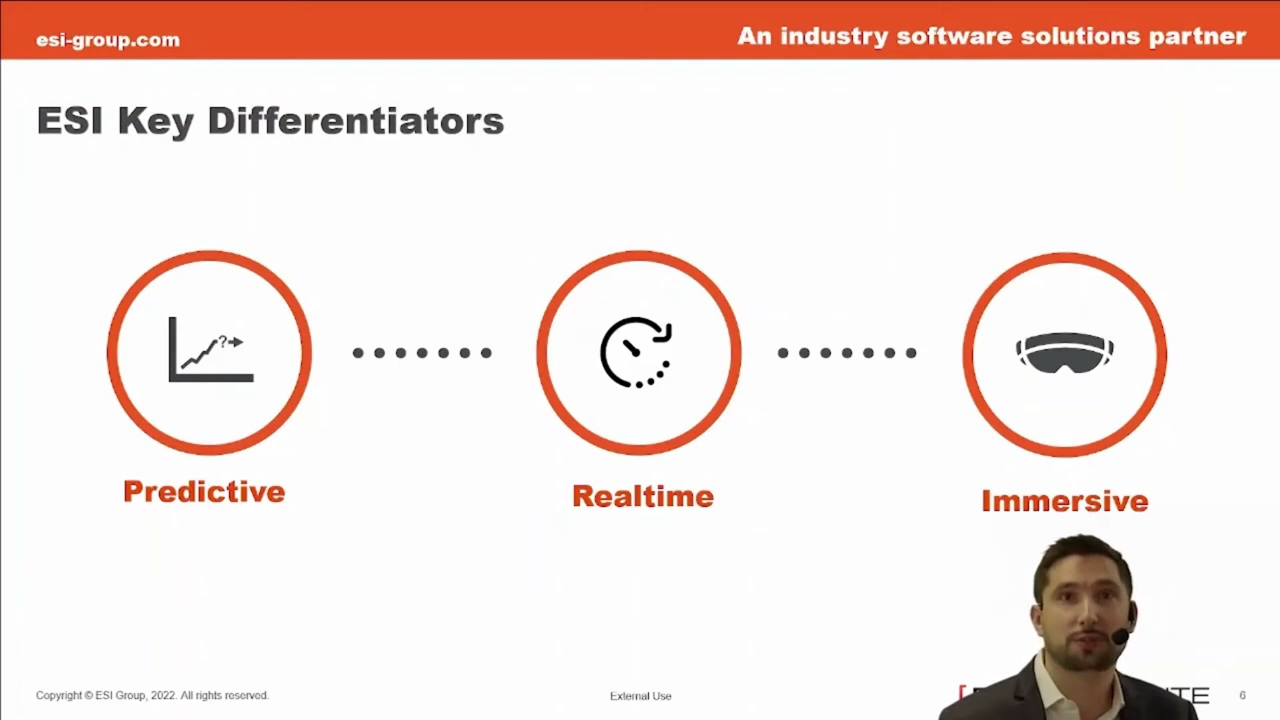 esi-group.com
An industry software solutions partner
ESI Key Differentiators
?
Predictive
Realtime
Immersive
Copyright © ESI Group, 2022. All rights reserved.
External Use
6